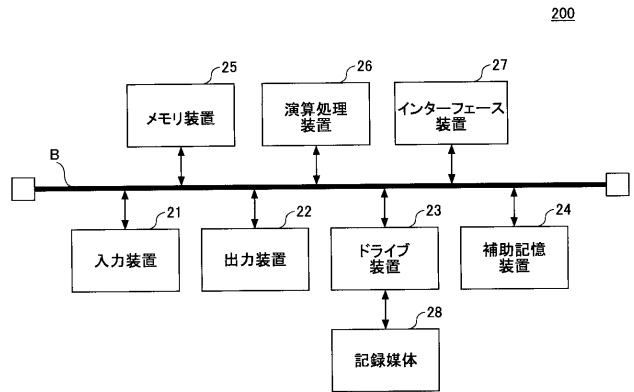 200
25
26
27
メモリ装置
演算処理
装置
インターフェース
装置
B
21
22
23
24
入力装置
出力装置
ドライブ
装置
補助記憶
装置
28
記録媒体